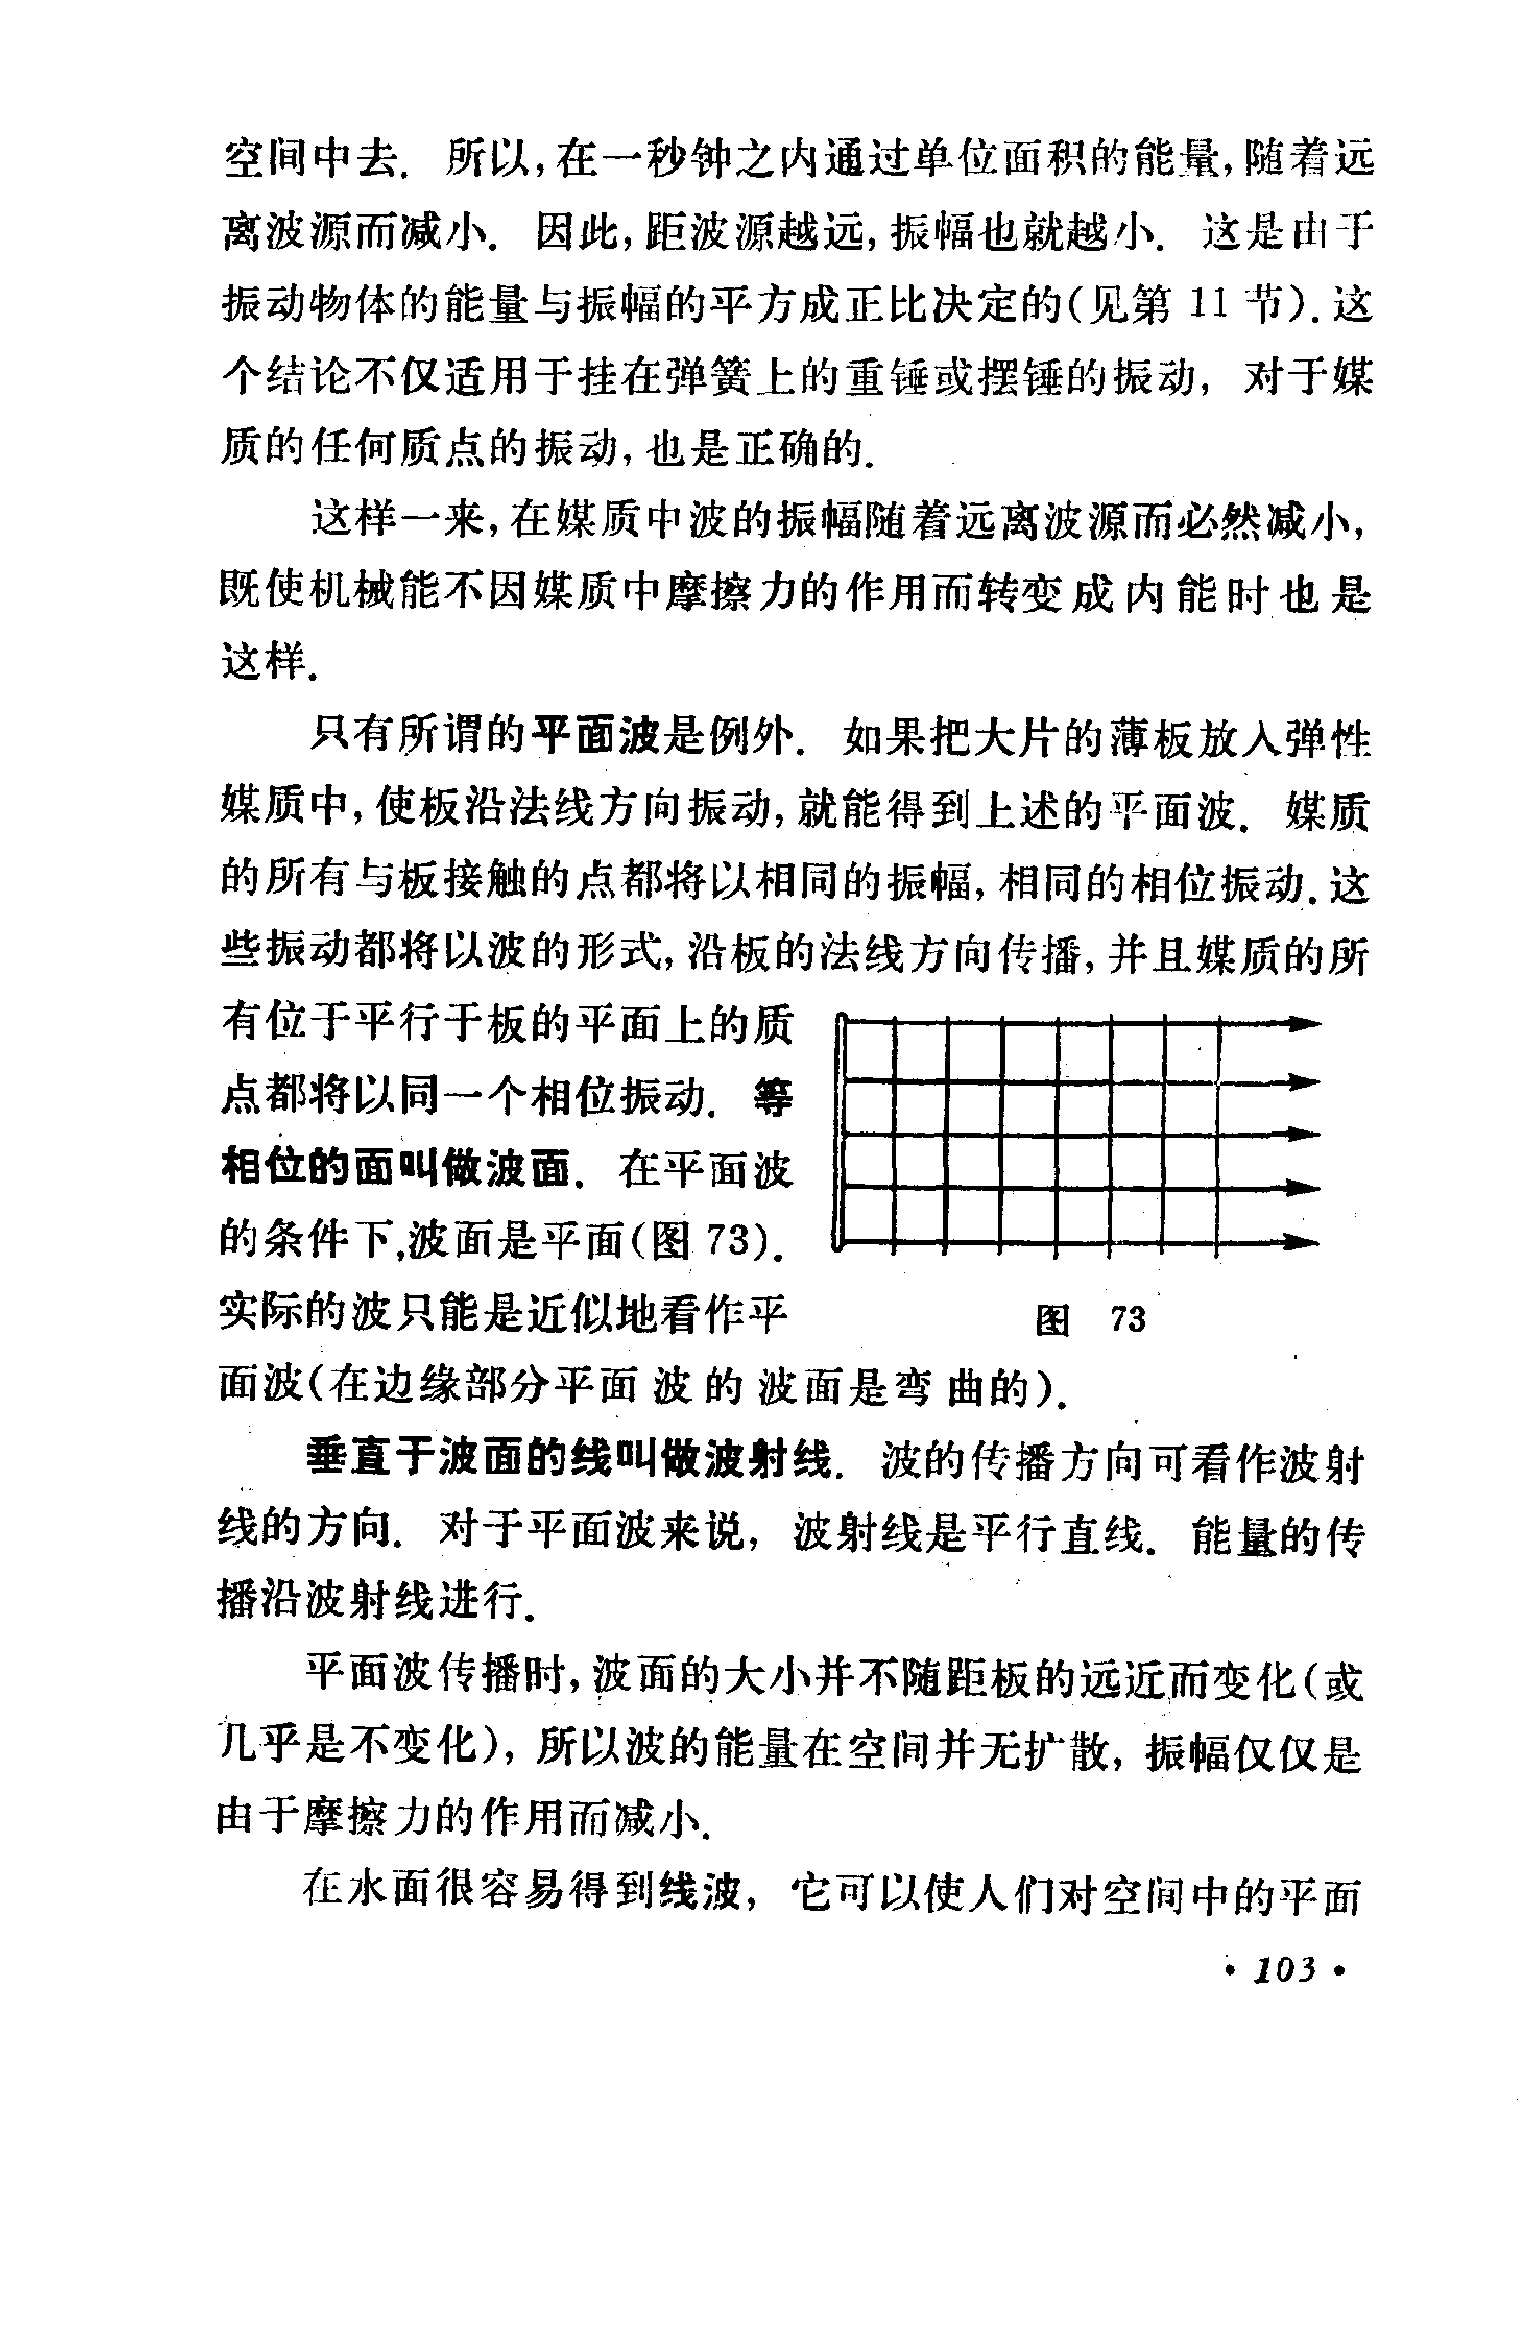 空间中去. 所以,在一秒钟之内通过单位面积的能量,随着远
离波源而减小. 因此,距波源越远,振幅也就越小. 这是由于
振动物体的能量与振幅的平方成正比决定的(见第 11 节).这
个结论不仅适用于挂在弹簧上的重锤或摆锤的振动, 对于媒
质的任何质点的振动,也是正确的.
这样一来,在媒质中波的振幅随着远离波源而必然减小,
既使机械能不因媒质中摩擦力的作用而转变成内能时也是
这样.
只有所谓的平面波是例外. 如果把大片的薄板放入弹性
媒质中,使板沿法线方向振动,就能得到上述的平面波. 媒质
的所有与板接触的点都将以相同的振幅,相同的相位振动.这
些振动都将以波的形式,沿板的法线方向传播,并且媒质的所
有位于平行于板的平面上的质
点都将以同一个相位振动. 等
相位的面叫做波面. 在平面波
的条件下,波面是平面(图 73).
实际的波只能是近似地看作平
图 73
面波(在边缘部分平面波的波面是弯曲的).
垂直于波面的线叫做波射线. 波的传播方向可看作波射
线的方向. 对于平面波来说, 波射线是平行直线. 能量的传
播沿波射线进行.
平面波传播时,波面的大小并不随距板的远近而变化(或
几乎是不变化), 所以波的能量在空间并无扩散, 振幅仅仅是
由于摩擦力的作用而减小.
在水面很容易得到线波, 它可以使人们对空间中的平面
• 103 •